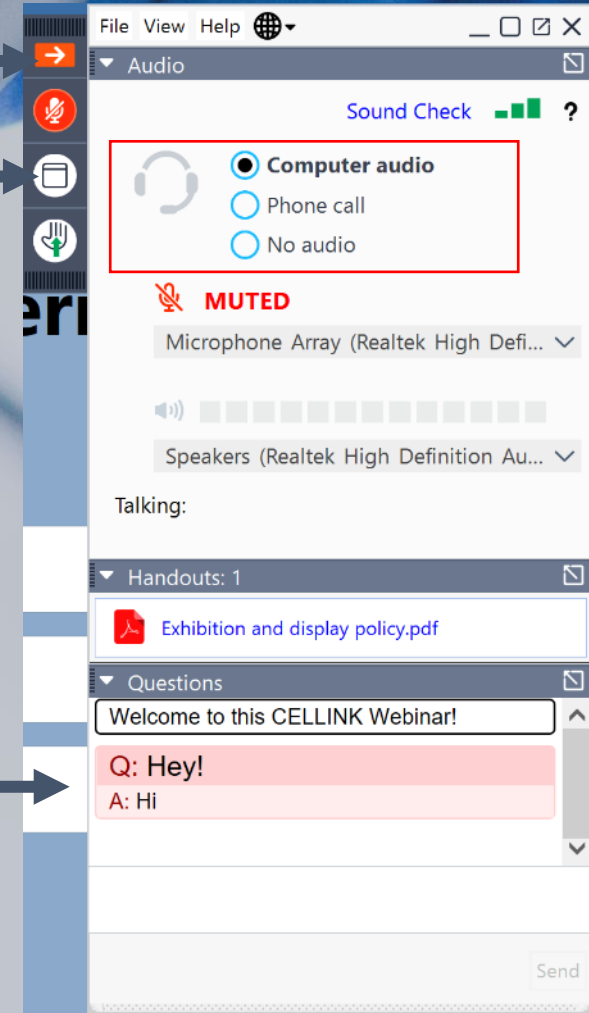 File View Help
Audio
Sound Check ?
Computer audio
Phone call
No audio
MUTED
Microphone Array (Realtek High Defi...
Speakers (Realtek High Definition Au...
Talking:
Handouts: 1
Exhibition and display policy.pdf
Questions
Welcome to this CELLINK Webinar!
Q: Hey!
A: Hi
Send